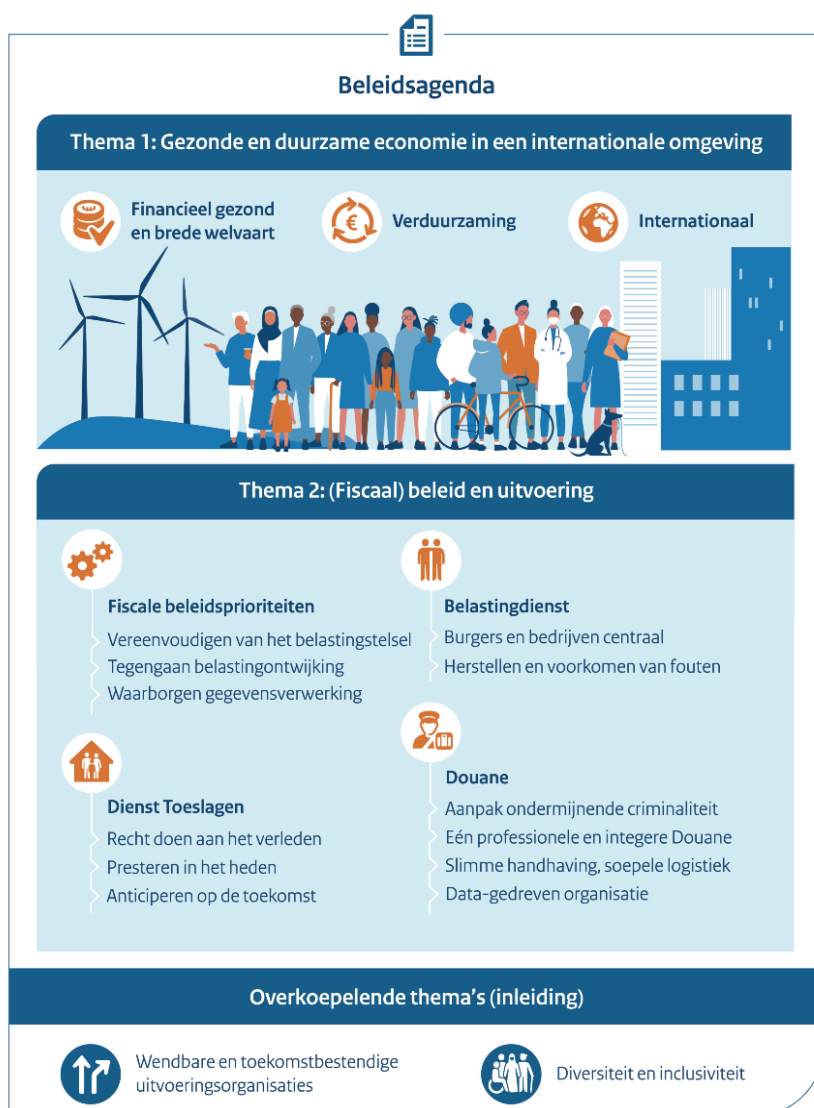 Beleidsagenda
Thema 1: Gezonde en duurzame economie in een internationale omgeving
Financieel gezond
en brede welvaart
Verduurzaming
Internationaal
Thema 2: (Fiscaal) beleid en uitvoering
Fiscale beleidsprioriteiten
Vereenvoudigen van het belastingstelsel
Tegengaan belastingontwijking
Waarborgen gegevensverwerking
Belastingdienst
Burgers en bedrijven centraal
Herstellen en voorkomen van fouten
Dienst Toeslagen
Recht doen aan het verleden
Presteren in het heden
Anticiperen op de toekomst
Douane
Aanpak ondermijnende criminaliteit
Eén professionele en integere Douane
Slimme handhaving, soepele logistiek
Data-gedreven organisatie
Overkoepelende thema's (inleiding)
Wendbare en toekomstbestendige
uitvoeringsorganisaties
Diversiteit en inclusiviteit